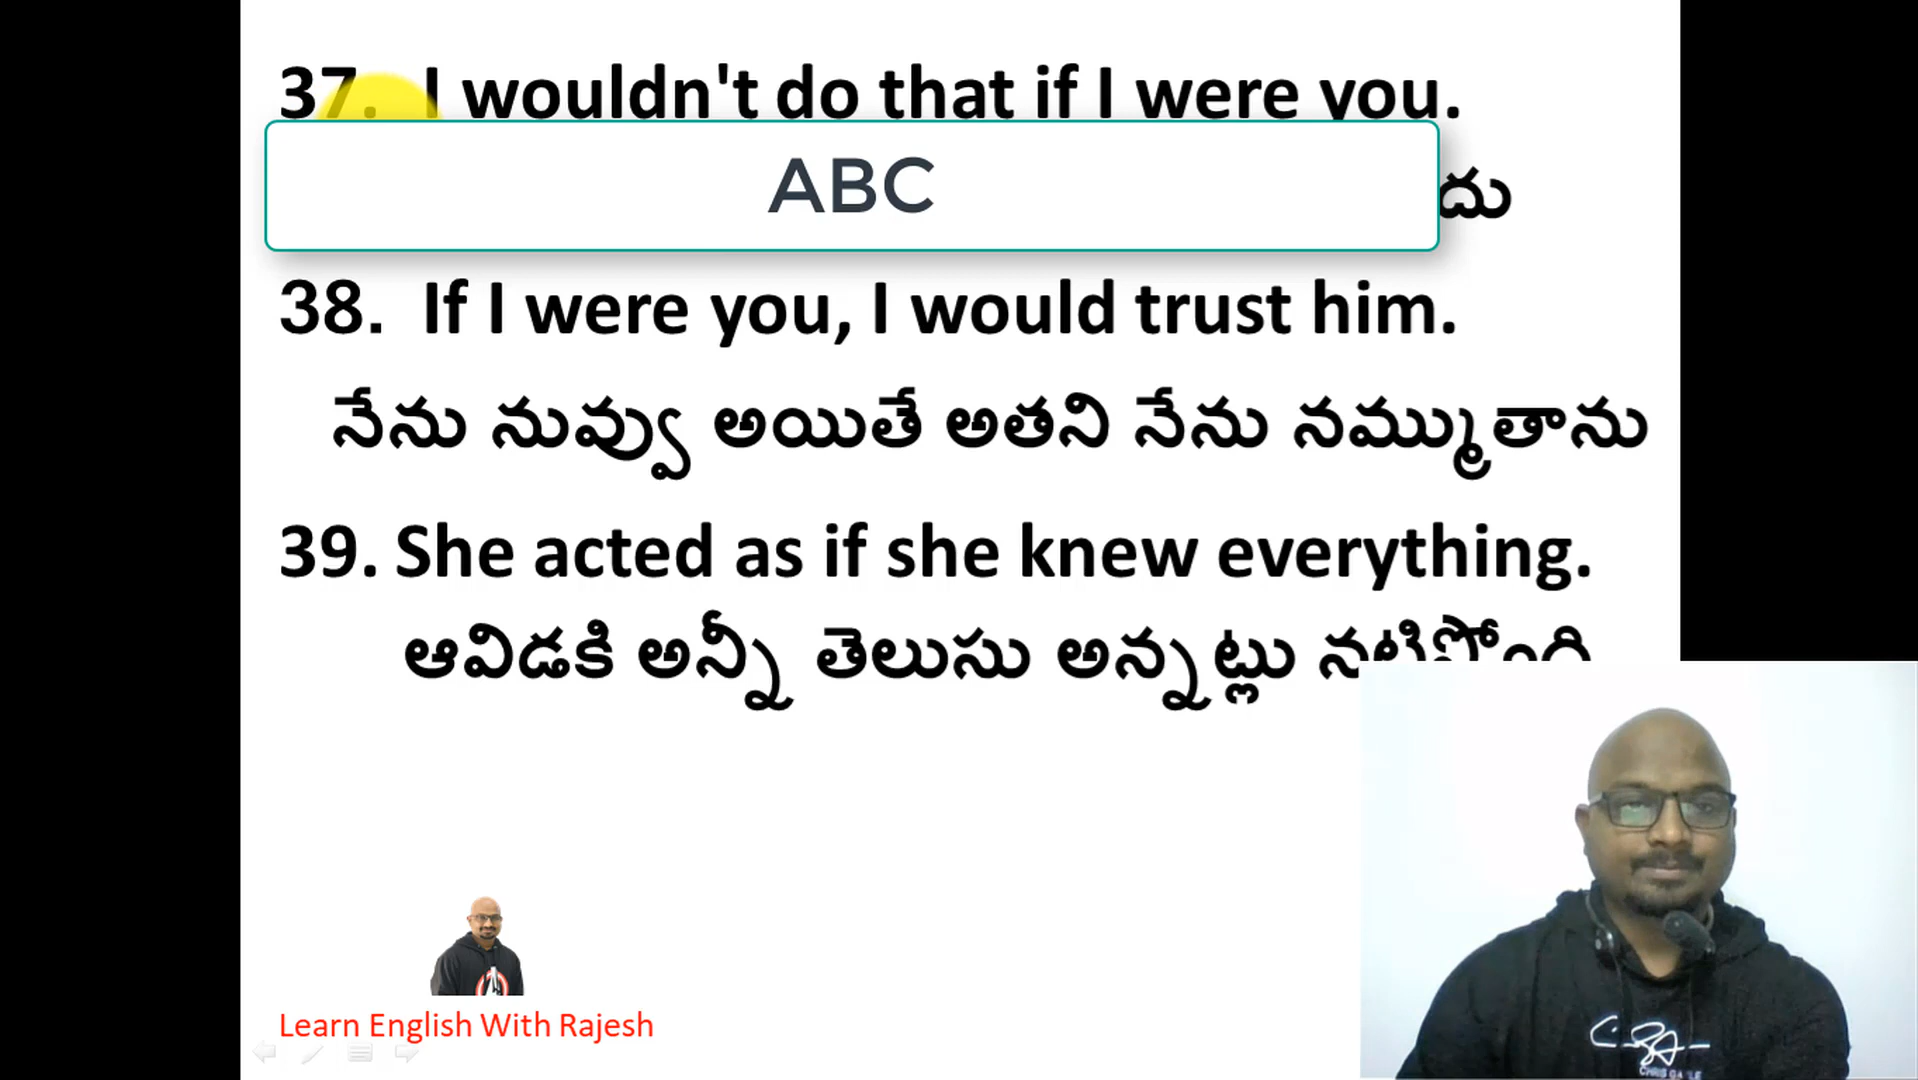 37. I wouldn't do that if I were you.
ABC
38. If I were you, I would trust him.
నేను నువ్వు అయితే అతని నేను నమ్ముతాను
39. She acted as if she knew everything.
ఆవిడకి అన్నీ తెలుసు అన్నట్లు
Learn English With Rajesh